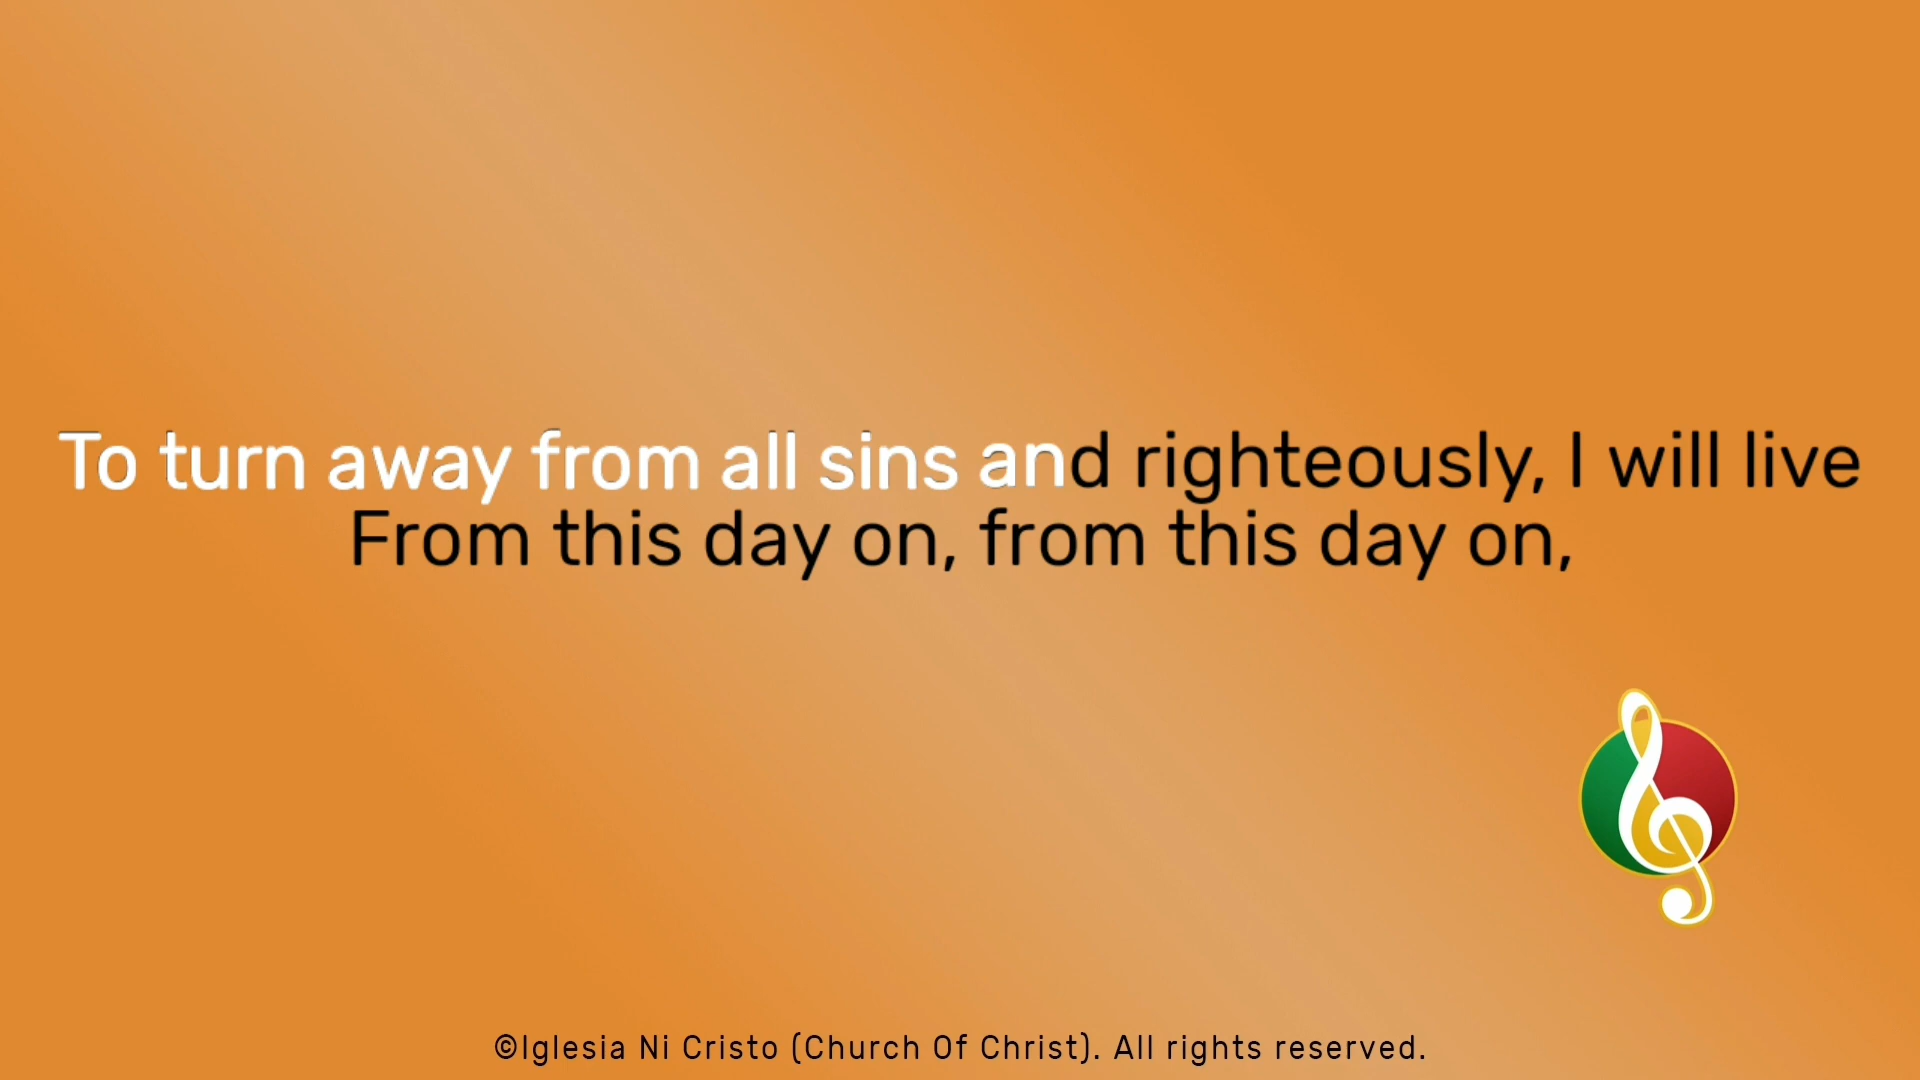 To turn away from all sins and righteously, I will live
From this day on, from this day on,
©Iglesia Ni Cristo (Church Of Christ). All rights reserved.